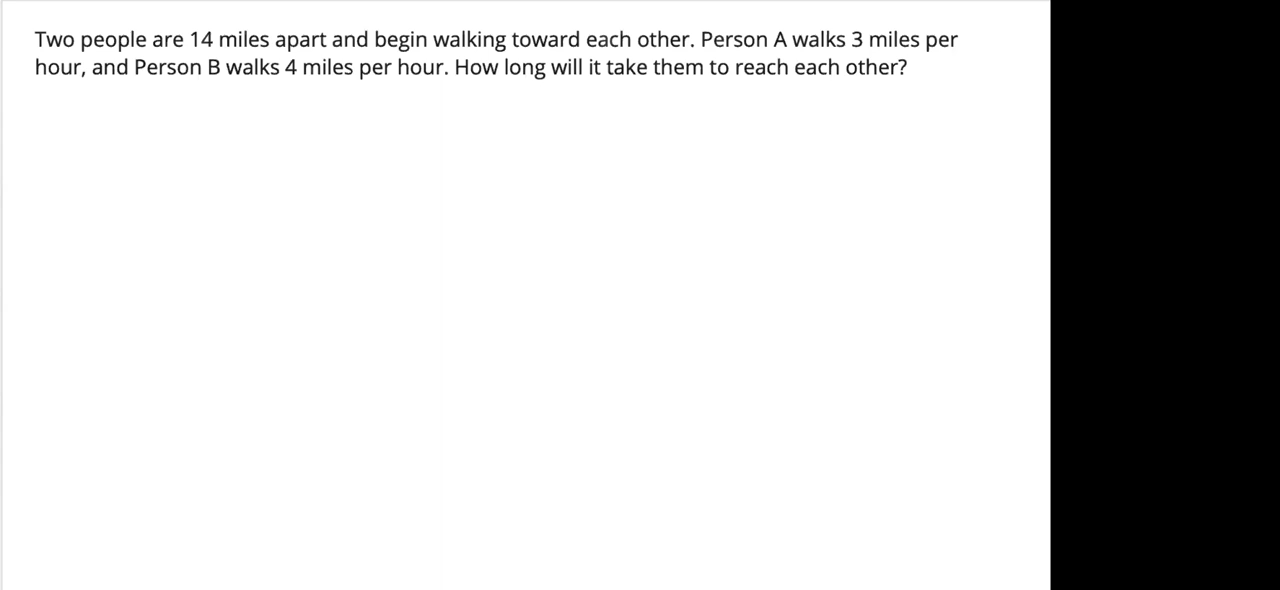 Two people are 14 miles apart and begin walking toward each other. Person A walks 3 miles per
hour, and Person B walks 4 miles per hour. How long will it take them to reach each other?